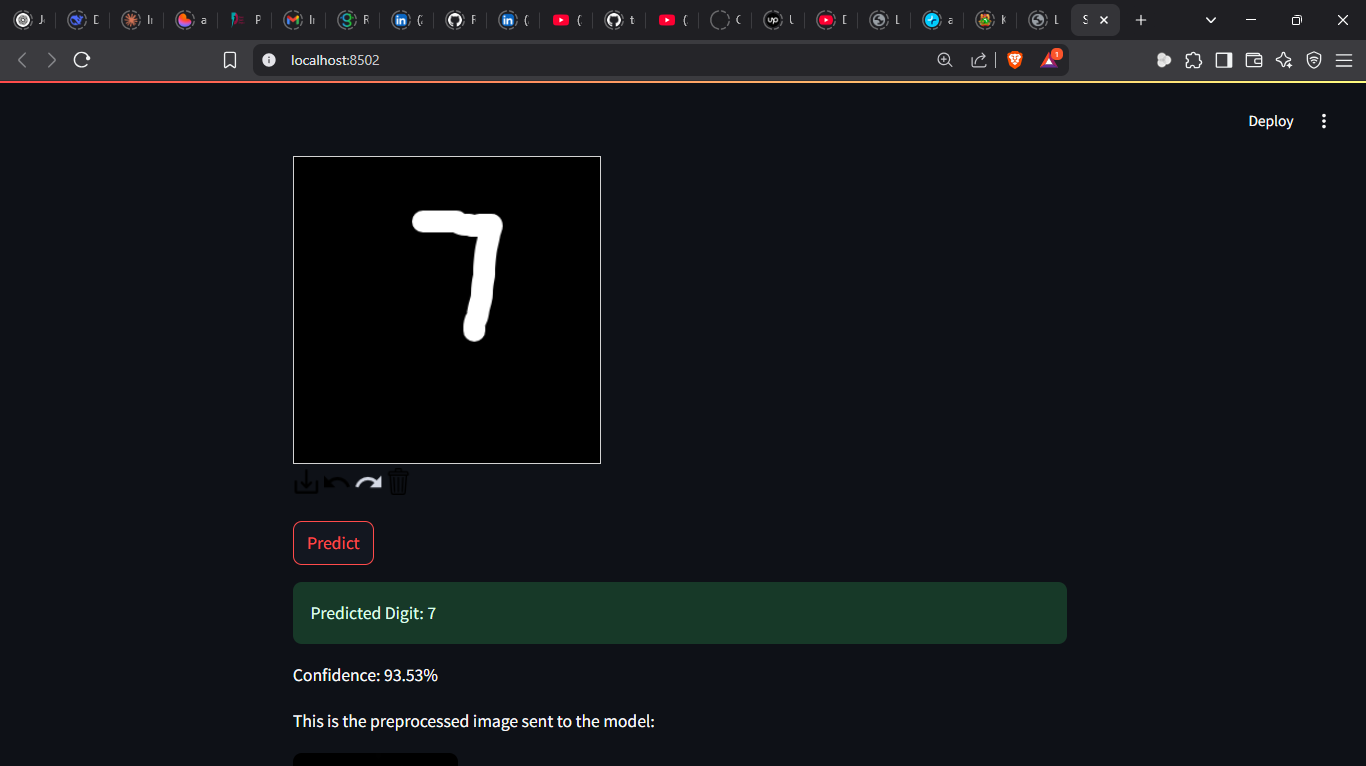 localhost:8502
1
Deploy
7
Predict
Predicted Digit: 7
Confidence: 93.53%
This is the preprocessed image sent to the model: